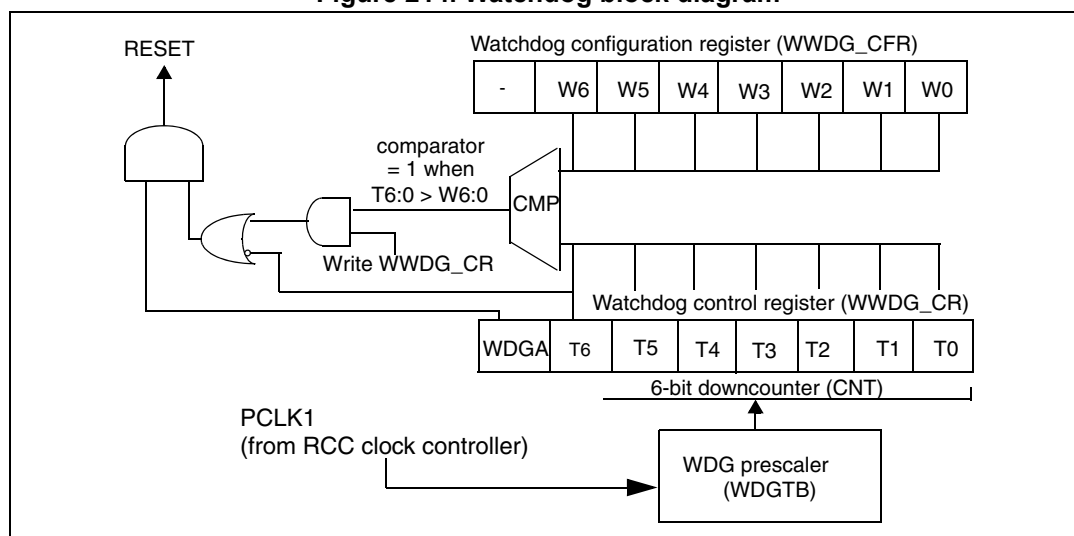 Watchdog block diagram
RESET
Watchdog configuration register (WWDG_CFR)
- W6 W5 W4 W3 W2 W1 W0
comparator
= 1 when
T6:0 > W6:0
CMP
Write WWDG_CR
Watchdog control register (WWDG_CR)
WDGA T6 T5 T4 T3 T2 T1 T0
6-bit downcounter (CNT)
PCLK1
(from RCC clock controller)
WDG prescaler
(WDGTB)